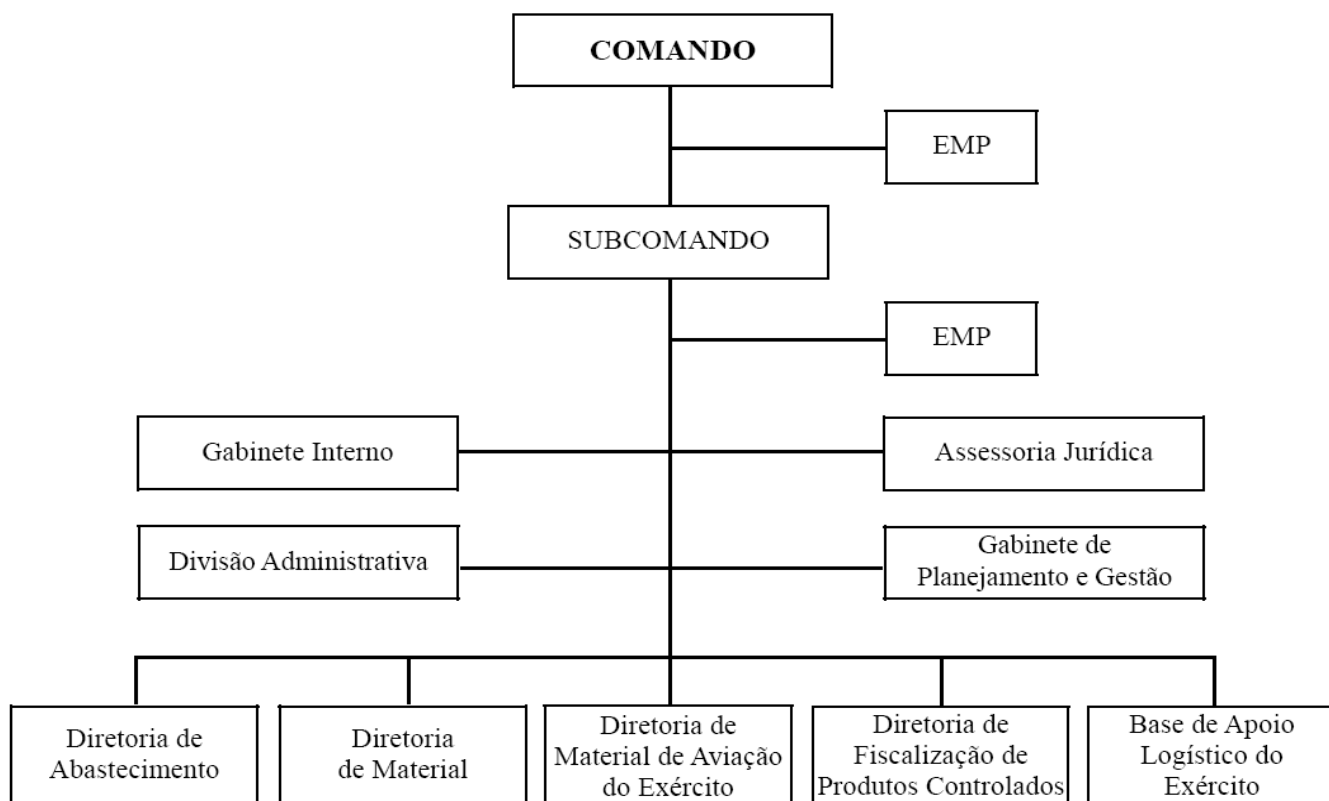 COMANDO
EMP
SUBCOMANDO
EMP
Gabinete Interno
Assessoria Jurídica
Divisão Administrativa
Gabinete de
Planejamento e Gestão
Diretoria de
Abastecimento
Diretoria
de Material
Diretoria de
Material de Aviação
do Exército
Diretoria de
Fiscalização de
Produtos Controlados
Base de Apoio
Logístico do
Exército